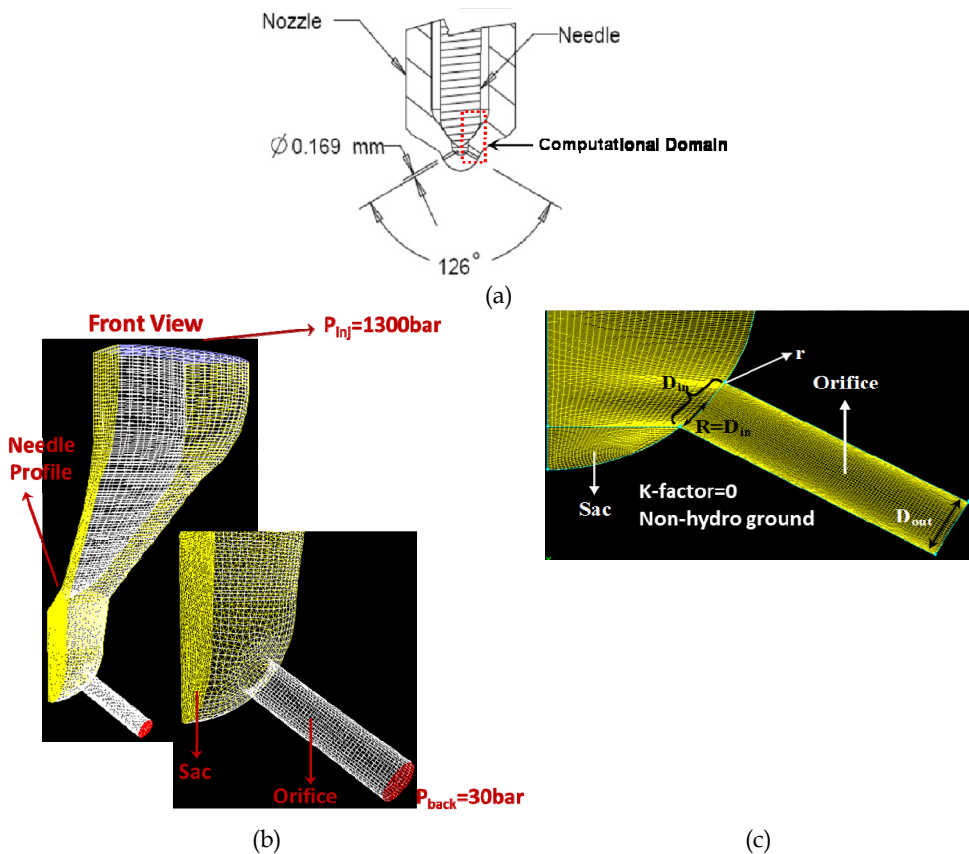 Nozzle
Needle
Ø 0.169 mm
Computational Domain
126°
(a)
Front View
P_inj=1300bar
Needle
Profile
Sac
Orifice
P_back=30bar
(b)
r
D_in
Orifice
R=D_in
Sac
K-factor=0
Non-hydro ground
D_out
(c)